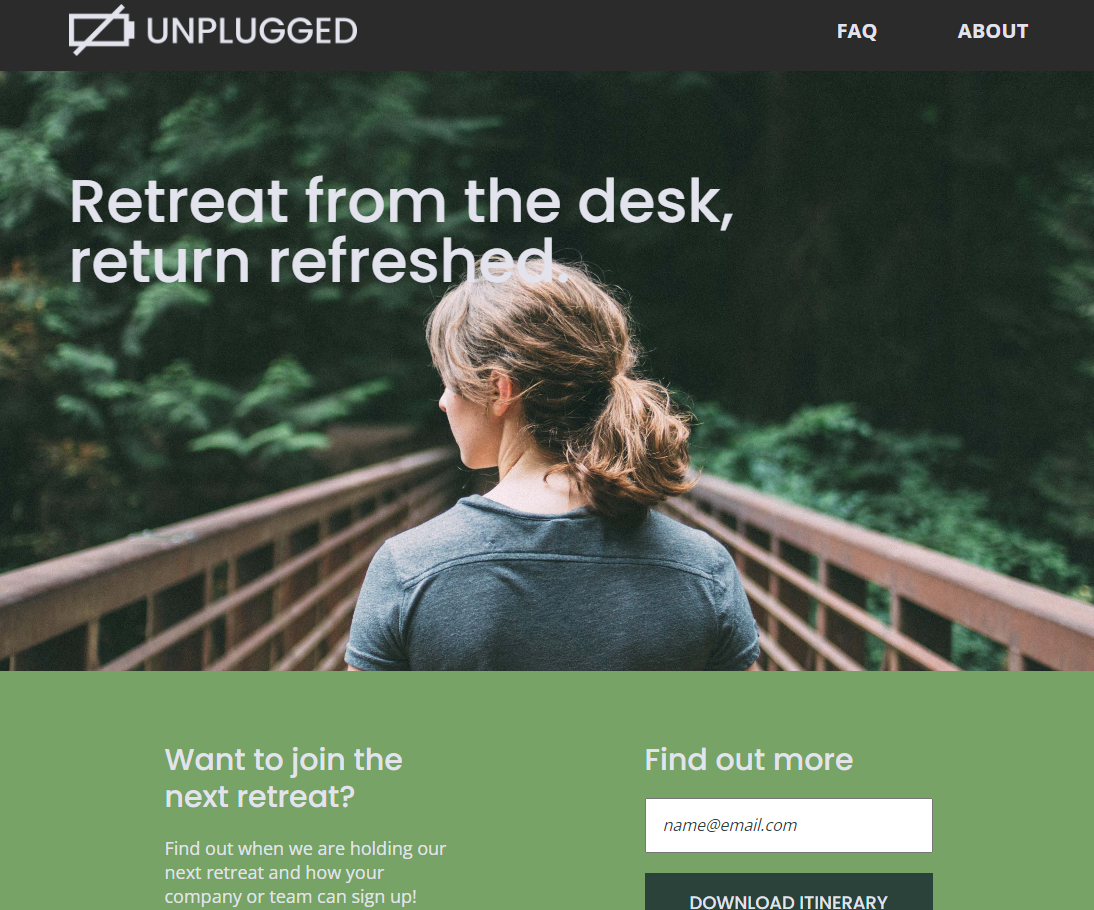 UNPLUGGED
FAQ
ABOUT
Retreat from the desk,
return refreshed.
Want to join the
next retreat?
Find out when we are holding our
next retreat and how your
company or team can sign up!
Find out more
name@email.com
DOWNLOAD ITINERARY